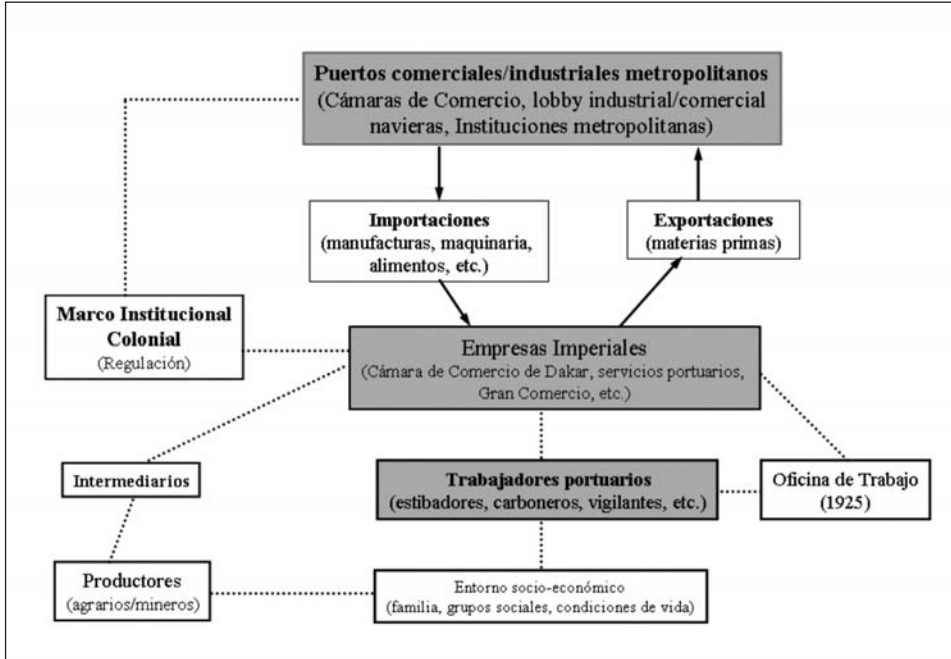 Puertos comerciales/industriales metropolitanos
(Cámaras de Comercio, lobby industrial/comercial
navieras, Instituciones metropolitanas)
Importaciones
(manufacturas, maquinaria,
alimentos, etc.)
Exportaciones
(materias primas)
Marco Institucional
Colonial
(Regulación)
Empresas Imperiales
(Cámara de Comercio de Dakar, servicios portuarios,
Gran Comercio, etc.)
Intermediarios
Trabajadores portuarios
(estibadores, carboneros, vigilantes, etc.)
Oficina de Trabajo
(1925)
Productores
(agrarios/mineros)
Entorno socio-económico
(familia, grupos sociales, condiciones de vida)